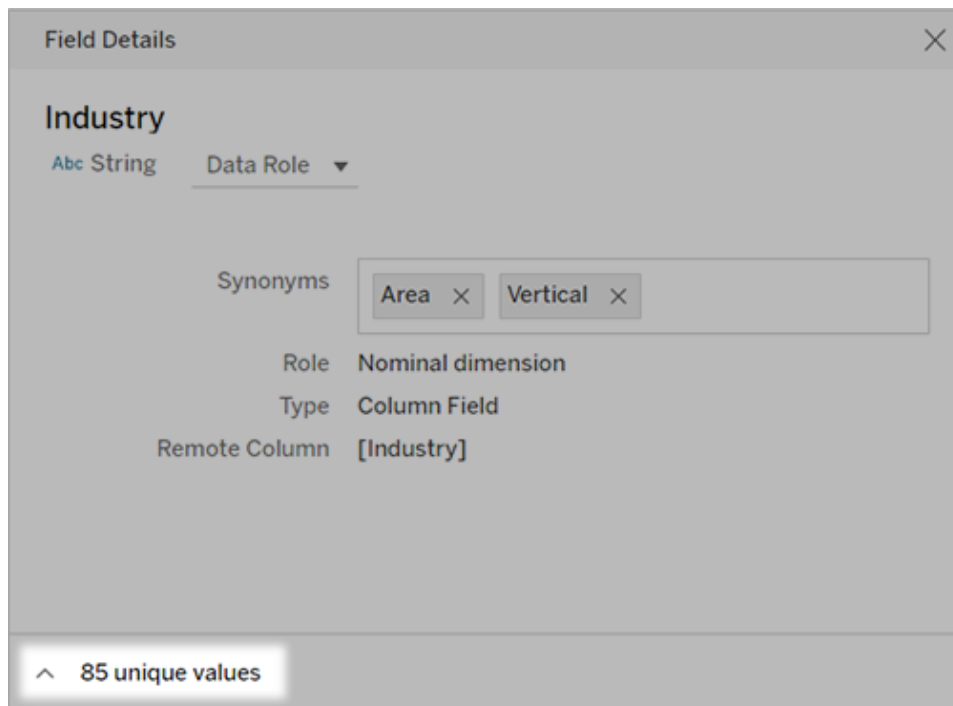 Field Details
Industry
Abc String Data Role
Synonyms Area Vertical
Role Nominal dimension
Type Column Field
Remote Column [Industry]
85 unique values